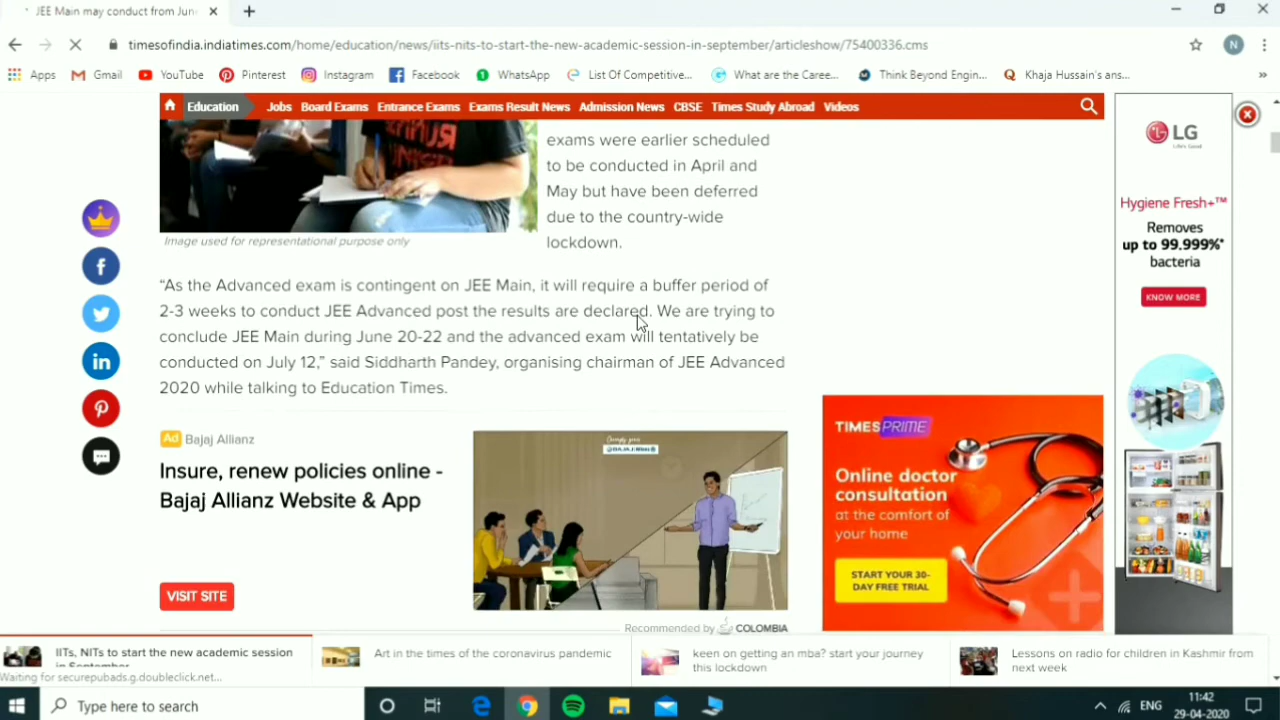 JEE Main may conduct from Jun
timesofindia.indiatimes.com/home/education/news/iits-nits-to-start-the-new-academic-session-in-september/articleshow/75400336.cms
N
Apps Gmail YouTube Pinterest Instagram Facebook WhatsApp List Of Competitive... What are the Caree... Think Beyond Engin... Khaja Hussain's ans...
Education Jobs Board Exams Entrance Exams Exams Result News Admission News CBSE Times Study Abroad Videos
exams were earlier scheduled
to be conducted in April and
May but have been deferred
due to the country-wide
lockdown.
Image used for representational purpose only
“As the Advanced exam is contingent on JEE Main, it will require a buffer period of
2-3 weeks to conduct JEE Advanced post the results are declared. We are trying to
conclude JEE Main during June 20-22 and the advanced exam will tentatively be
conducted on July 12,” said Siddharth Pandey, organising chairman of JEE Advanced
2020 while talking to Education Times.
Ad Bajaj Allianz
Insure, renew policies online -
Bajaj Allianz Website & App
VISIT SITE
Recommended by COLOMBIA
LG
Life's Good
Hygiene Fresh+™
Removes
up to 99.999%*
bacteria
KNOW MORE
TIMES PRIME
Online doctor
consultation
at the comfort of
your home
START YOUR 30-
DAY FREE TRIAL
IITs, NITs to start the new academic session
in September
Art in the times of the coronavirus pandemic
keen on getting an mba? start your journey
this lockdown
Lessons on radio for children in Kashmir from
next week
Waiting for securepubads.g.doubleclick.net...
Type here to search
ENG
11:42
29-04-2020